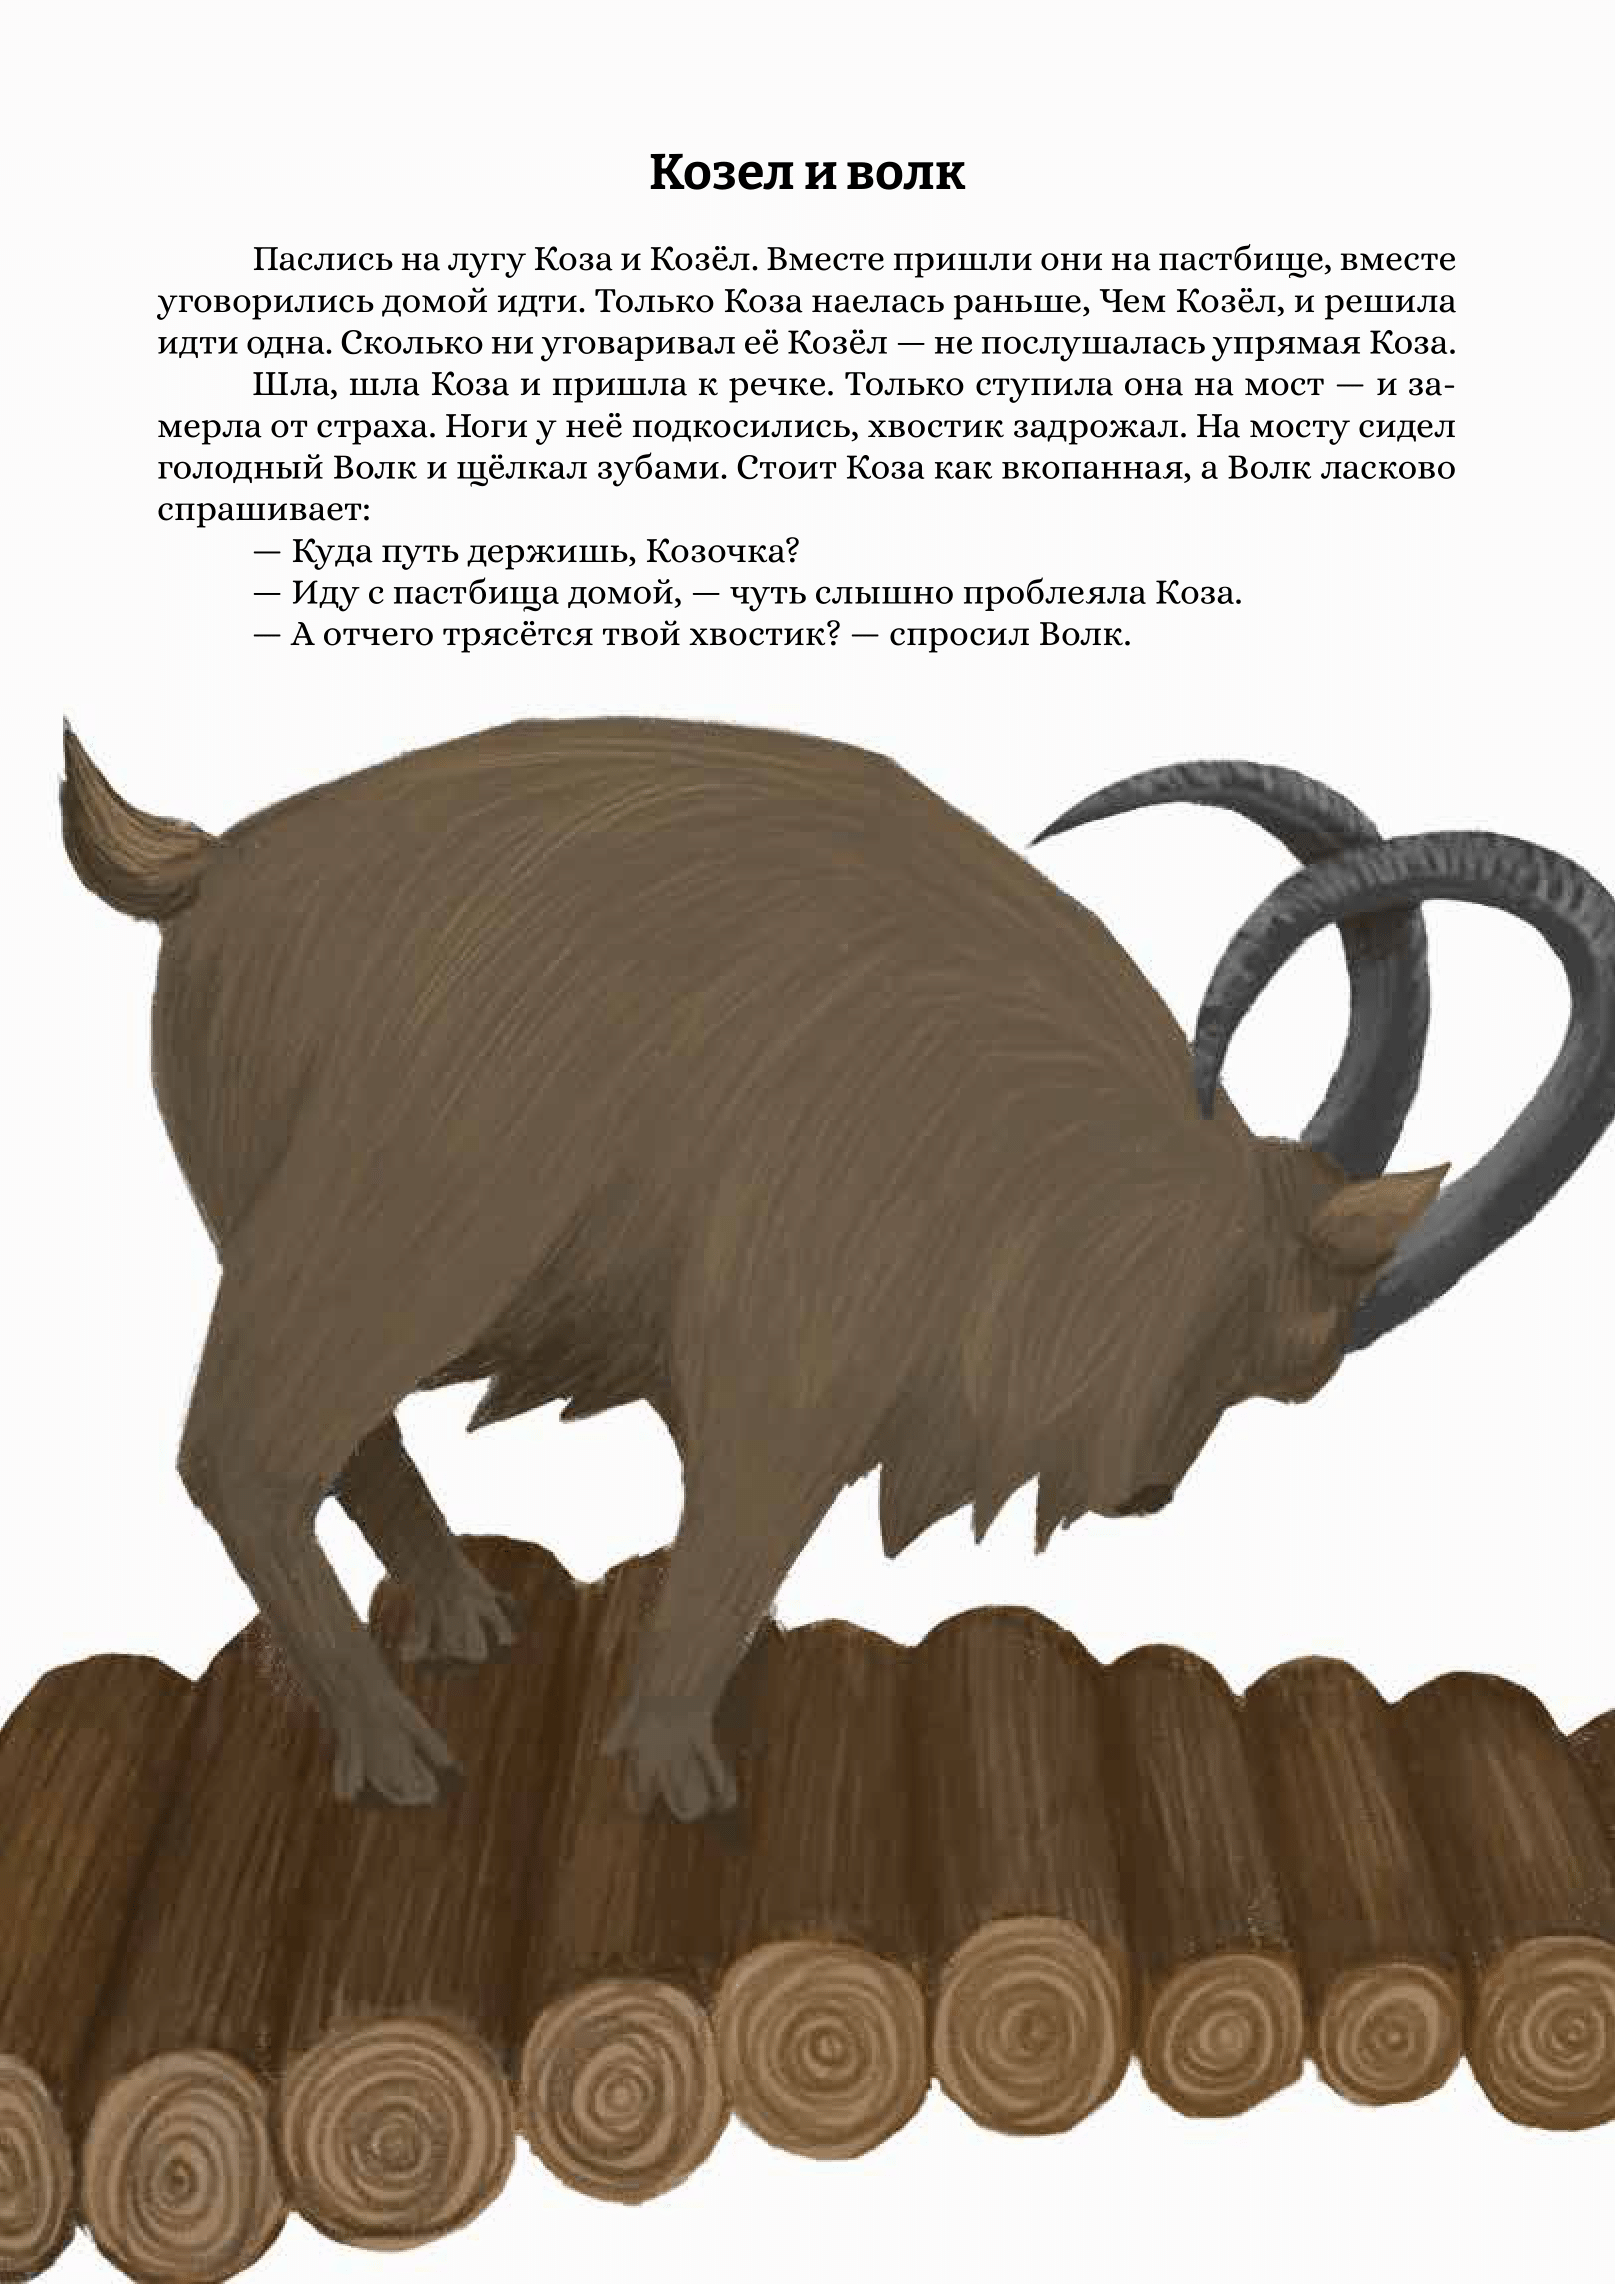 Козел и волк
Паслись на лугу Коза и Козёл. Вместе пришли они на пастбище, вместе
уговорились домой идти. Только Коза наелась раньше, Чем Козёл, и решила
идти одна. Сколько ни уговаривал её Козёл — не послушалась упрямая Коза.
Шла, шла Коза и пришла к речке. Только ступила она на мост — и за-
мерла от страха. Ноги у неё подкосились, хвостик задрожал. На мосту сидел
голодный Волк и щёлкал зубами. Стоит Коза как вкопанная, а Волк ласково
спрашивает:
— Куда путь держишь, Козочка?
— Иду с пастбища домой, — чуть слышно проблеяла Коза.
— А отчего трясётся твой хвостик? — спросил Волк.